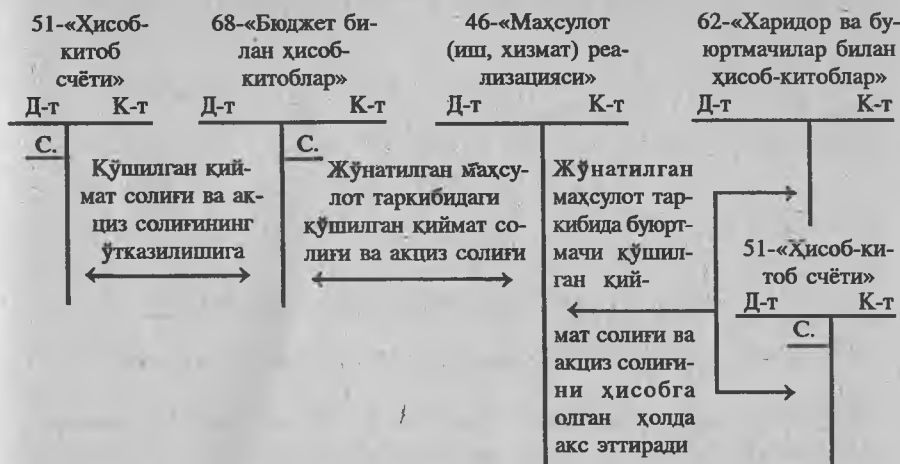 51-«Ҳисоб-
китоб
счёти»
Д-т К-т
С.
68-«Бюджет би-
лан ҳисоб-
китоблар»
Д-т К-т
С.
46-«Маҳсулот
(иш, хизмат) реа-
лизацияси»
Д-т К-т
62-«Харидор ва бу-
юртмачилар билан
ҳисоб-китоблар»
Д-т К-т
Қўшилган қий-
мат солиғи ва ак-
циз солиғининг
ўтказилишига
Жўнатилган маҳсу-
лот таркибидаги
қўшилган қиймат со-
лиғи ва акциз солиғи
Жўнатилган
маҳсулот тар-
кибида буюрт-
мачи қўшил-
ган қий-
мат солиғи ва
акциз солиғи-
ни ҳисобга
олган ҳолда
акс эттиради
51-«Ҳисоб-ки-
тоб счёти»
Д-т К-т
С.